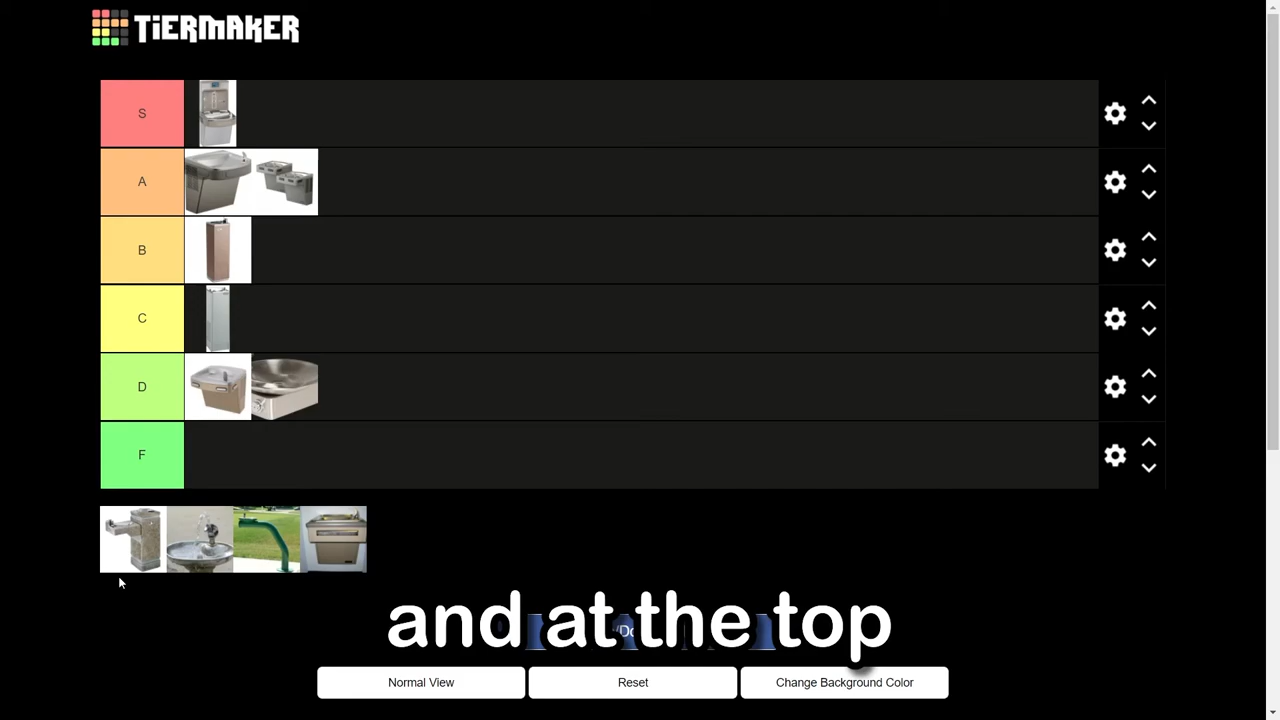 TiERMAKER
S
A
B
C
D
F
and at the top
Normal View
Reset
Change Background Color